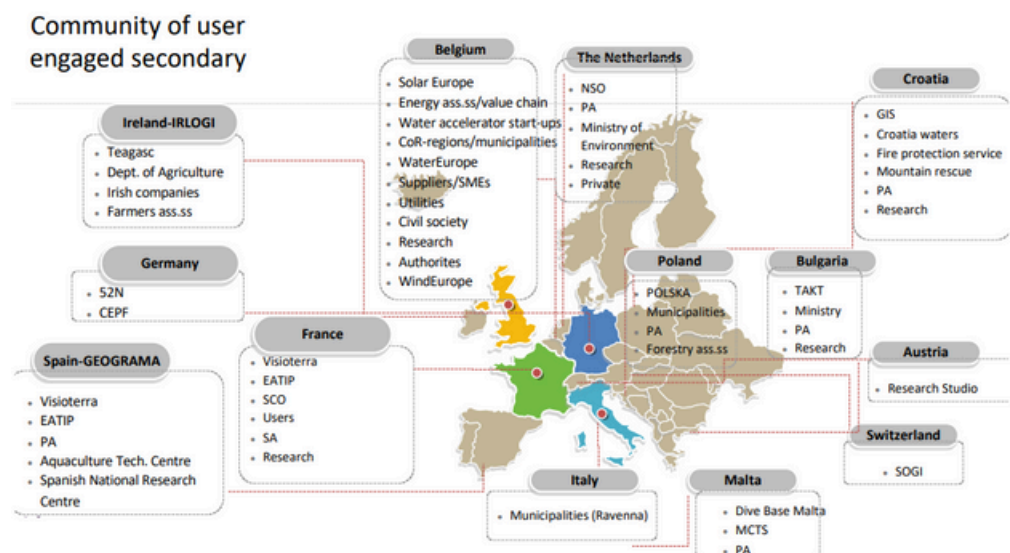 Community of user
engaged secondary
Belgium
Solar Europe
Energy ass.ss/value chain
Water accelerator start-ups
CoR-regions/municipalities
WaterEurope
Suppliers/SMEs
Utilities
Civil society
Research
Authorites
WindEurope
The Netherlands
NSO
PA
Ministry of
Environment
Research
Private
Croatia
GIS
Croatia waters
Fire protection service
Mountain rescue
PA
Research
Ireland-IRLOGI
Teagasc
Dept. of Agriculture
Irish companies
Farmers ass.ss
Germany
52N
CEPF
Poland
POLSKA
Municipalities
PA
Forestry ass.ss
Bulgaria
TAKT
Ministry
PA
Research
France
Visioterra
EATIP
SCO
Users
SA
Research
Spain-GEOGRAMA
Visioterra
EATIP
PA
Aquaculture Tech. Centre
Spanish National Research
Centre
Austria
Research Studio
Switzerland
SOGI
Italy
Municipalities (Ravenna)
Malta
Dive Base Malta
MCTS
PA